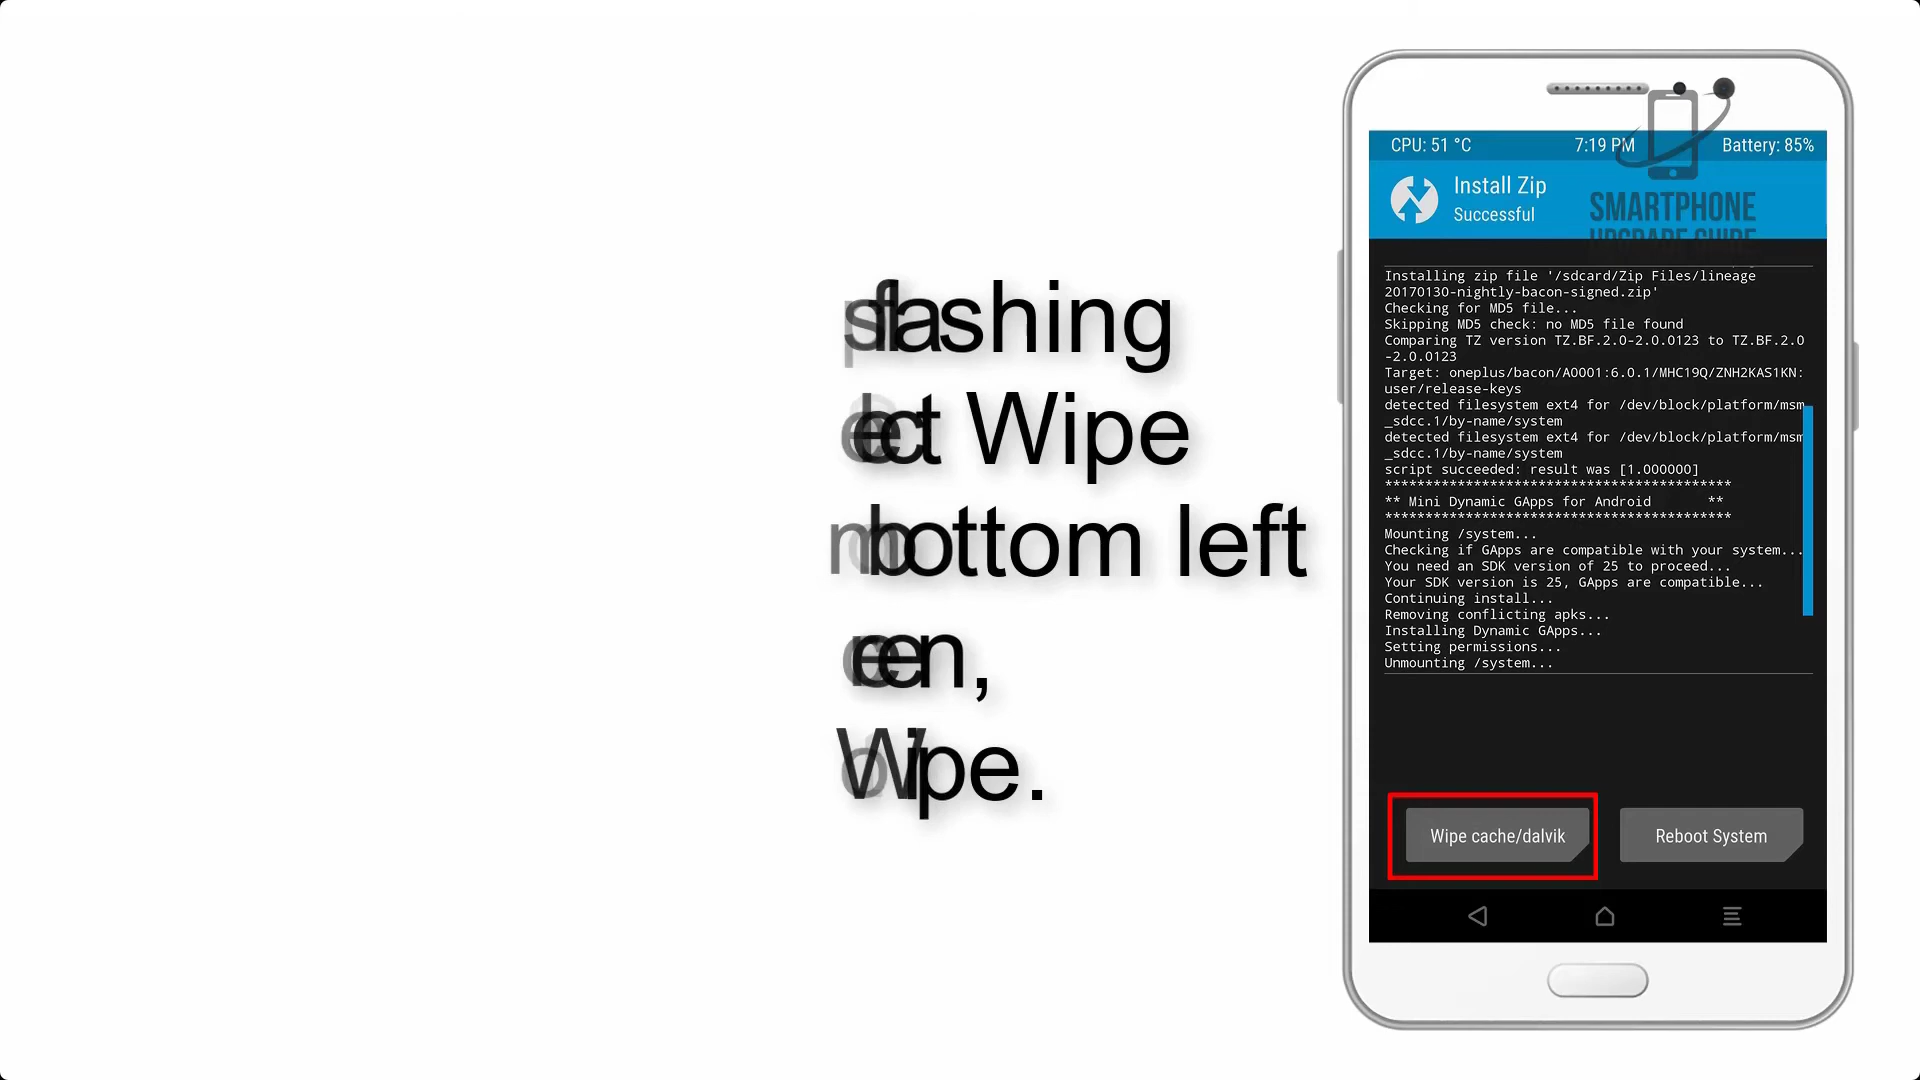 flashing
Wipe
bottom left
Wipe.
CPU: 51 °C 7:19 PM Battery: 85%
Install Zip
Successful
SMARTPHONE
UPGRADE GUIDE
Installing zip file '/sdcard/Zip Files/lineage
20170130-nightly-bacon-signed.zip'
Checking for MD5 file...
Skipping MD5 check: no MD5 file found
Comparing TZ version TZ.BF.2.0-2.0.0123 to TZ.BF.2.0
-2.0.0123
Target: oneplus/bacon/A0001:6.0.1/MHC19Q/ZNH2KAS1KN:
user/release-keys
detected filesystem ext4 for /dev/block/platform/msm
_sdcc.1/by-name/system
detected filesystem ext4 for /dev/block/platform/msm
_sdcc.1/by-name/system
script succeeded: result was [1.000000]
*******************************************
** Mini Dynamic GApps for Android **
*******************************************
Mounting /system...
Checking if GApps are compatible with your system...
You need an SDK version of 25 to proceed...
Your SDK version is 25, GApps are compatible...
Continuing install...
Removing conflicting apks...
Installing Dynamic GApps...
Setting permissions...
Unmounting /system...
Wipe cache/dalvik
Reboot System